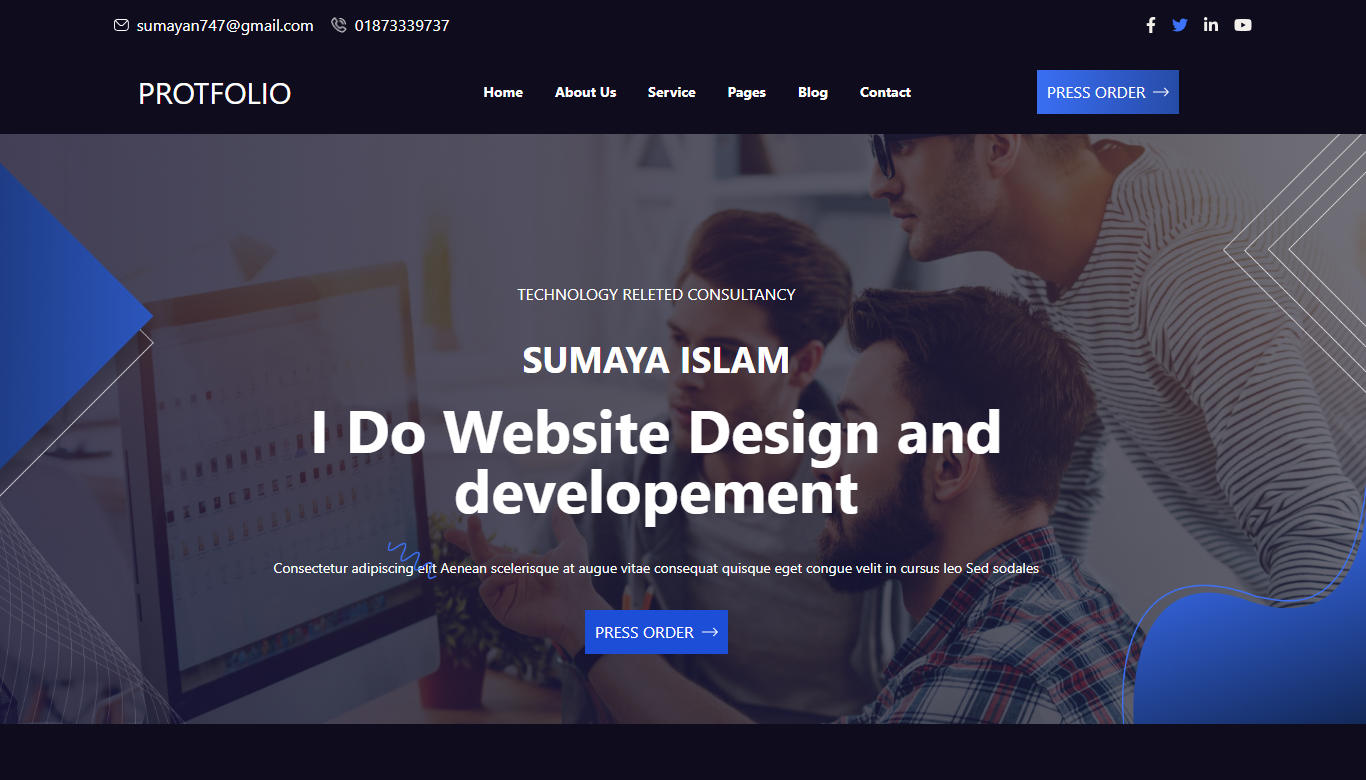 sumayan747@gmail.com 01873339737
PROTFOLIO
Home About Us Service Pages Blog Contact
PRESS ORDER
TECHNOLOGY RELETED CONSULTANCY
SUMAYA ISLAM
I Do Website Design and
developement
Consectetur adipiscing elit Aenean scelerisque at augue vitae consequat quisque eget congue velit in cursus leo Sed sodales
PRESS ORDER